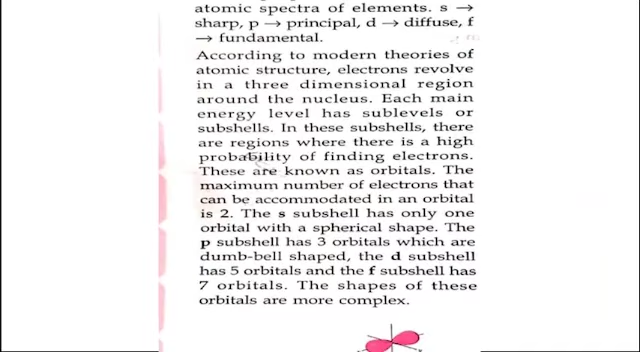 atomic spectra of elements. s →
sharp, p → principal, d → diffuse, f
→ fundamental.
According to modern theories of
atomic structure, electrons revolve
in a three dimensional region
around the nucleus. Each main
energy level has sublevels or
subshells. In these subshells, there
are regions where there is a high
probability of finding electrons.
These are known as orbitals. The
maximum number of electrons that
can be accommodated in an orbital
is 2. The s subshell has only one
orbital with a spherical shape. The
p subshell has 3 orbitals which are
dumb-bell shaped, the d subshell
has 5 orbitals and the f subshell has
7 orbitals. The shapes of these
orbitals are more complex.